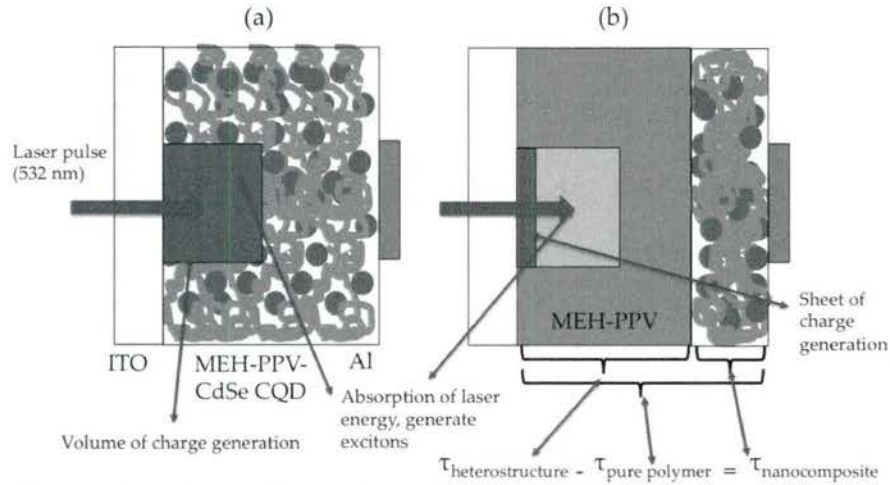 (a)
(b)
Laser pulse
(532 nm)
ITO
MEH-PPV-
CdSe CQD
Al
MEH-PPV
Sheet of
charge
generation
Volume of charge generation
Absorption of laser
energy, generate
excitons
τheterostructure - τpure polymer = τnanocomposite